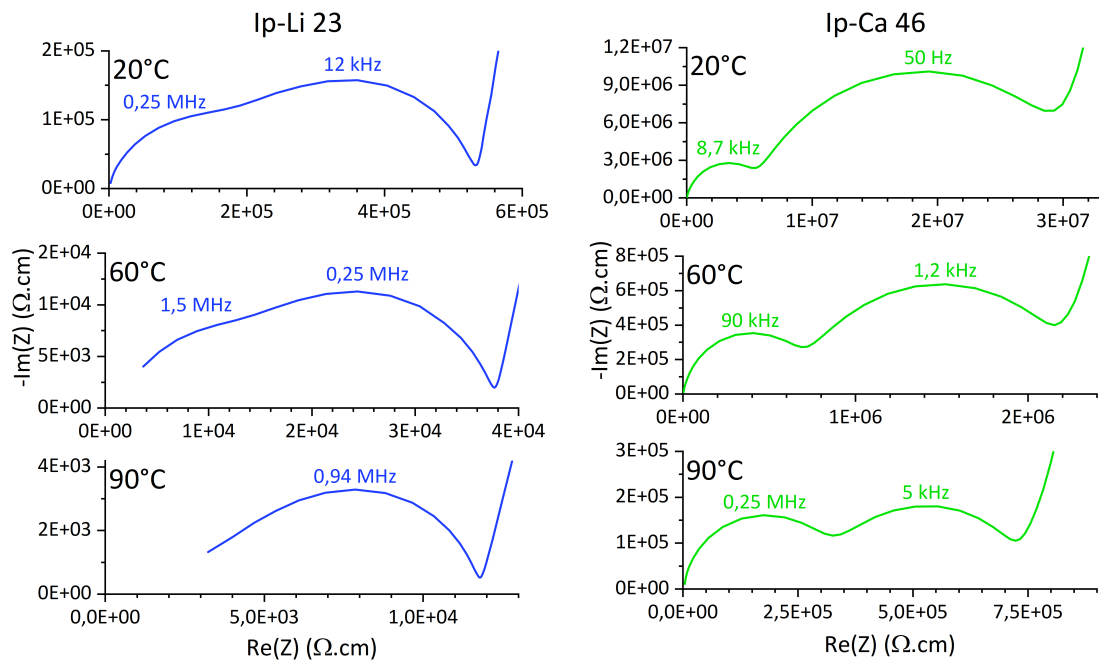 Ip-Li 23
Ip-Ca 46
20°C
2E+05
1E+05
0E+00
0,25 MHz
12 kHz
0E+00 2E+05 4E+05 6E+05
20°C
1,2E+07
9,0E+06
6,0E+06
3,0E+06
0,0E+00
8,7 kHz
50 Hz
0E+00 1E+07 2E+07 3E+07
-Im(Z) (Ω.cm)
60°C
2E+04
1E+04
5E+03
0E+00
1,5 MHz
0,25 MHz
0E+00 1E+04 2E+04 3E+04 4E+04
-Im(Z) (Ω.cm)
60°C
8E+05
6E+05
4E+05
2E+05
0E+00
90 kHz
1,2 kHz
0E+00 1E+06 2E+06
90°C
4E+03
2E+03
0E+00
0,94 MHz
0,0E+00 5,0E+03 1,0E+04
Re(Z) (Ω.cm)
90°C
3E+05
2E+05
1E+05
0E+00
0,25 MHz
5 kHz
0,0E+00 2,5E+05 5,0E+05 7,5E+05
Re(Z) (Ω.cm)